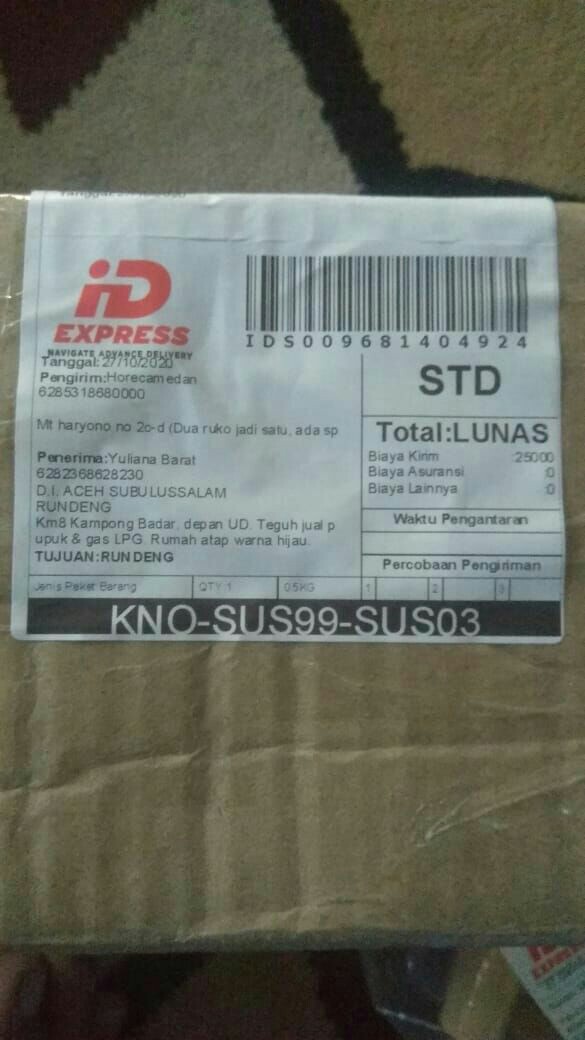 iD
EXPRESS
NAVIGATE ADVANCE DELIVERY
IDS009681404924
Tanggal:27/10/2020
Pengirim:Horecamedan
6285318680000
Mt haryono no 2c-d (Dua ruko jadi satu, ada sp
Penerima:Yuliana Barat
6282368628230
D.I. ACEH SUBULUSSALAM
RUNDENG
Km8 Kampong Badar, depan UD. Teguh jual p
upuk & gas LPG. Rumah atap warna hijau.
TUJUAN:RUNDENG
STD
Total:LUNAS
Biaya Kirim :25000
Biaya Asuransi :0
Biaya Lainnya :0
Waktu Pengantaran
Percobaan Pengiriman
Jenis Paket Barang QTY:1 0.5KG 1 2 3
KNO-SUS99-SUS03
EXPRESS